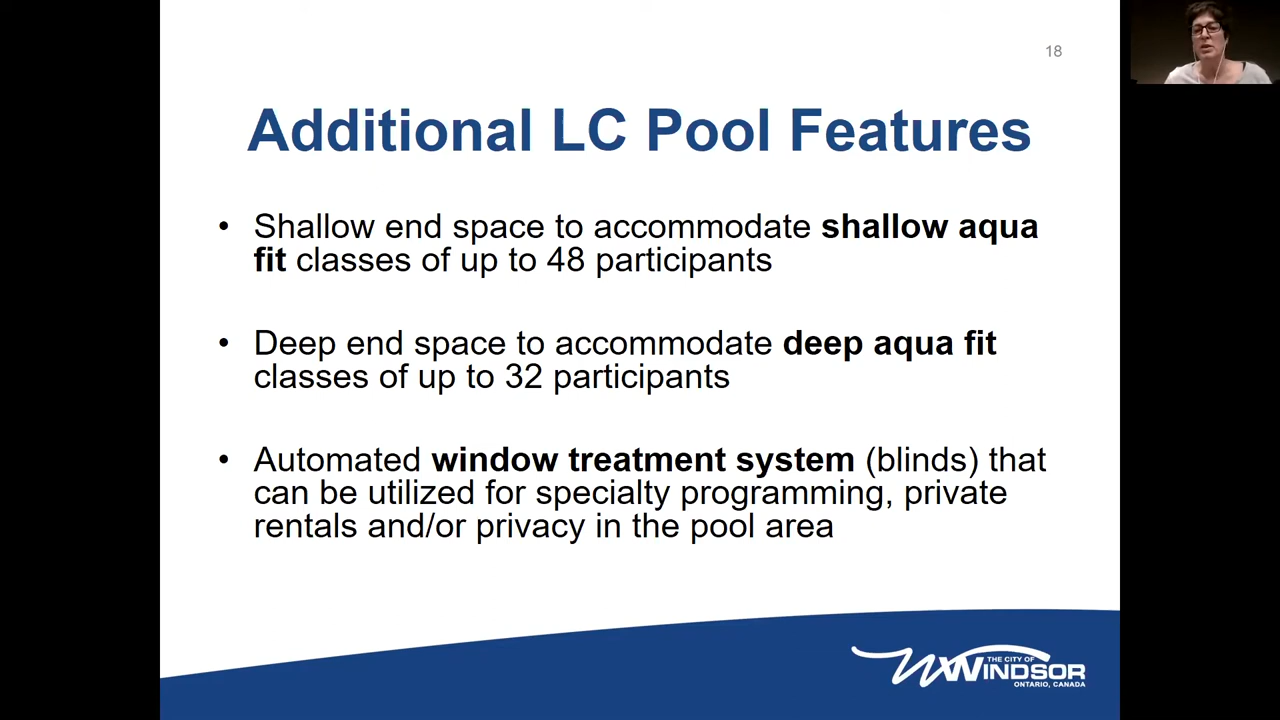 18
Additional LC Pool Features
• Shallow end space to accommodate shallow aqua
fit classes of up to 48 participants
• Deep end space to accommodate deep aqua fit
classes of up to 32 participants
• Automated window treatment system (blinds) that
can be utilized for specialty programming, private
rentals and/or privacy in the pool area
THE CITY OF
WINDSOR
ONTARIO, CANADA